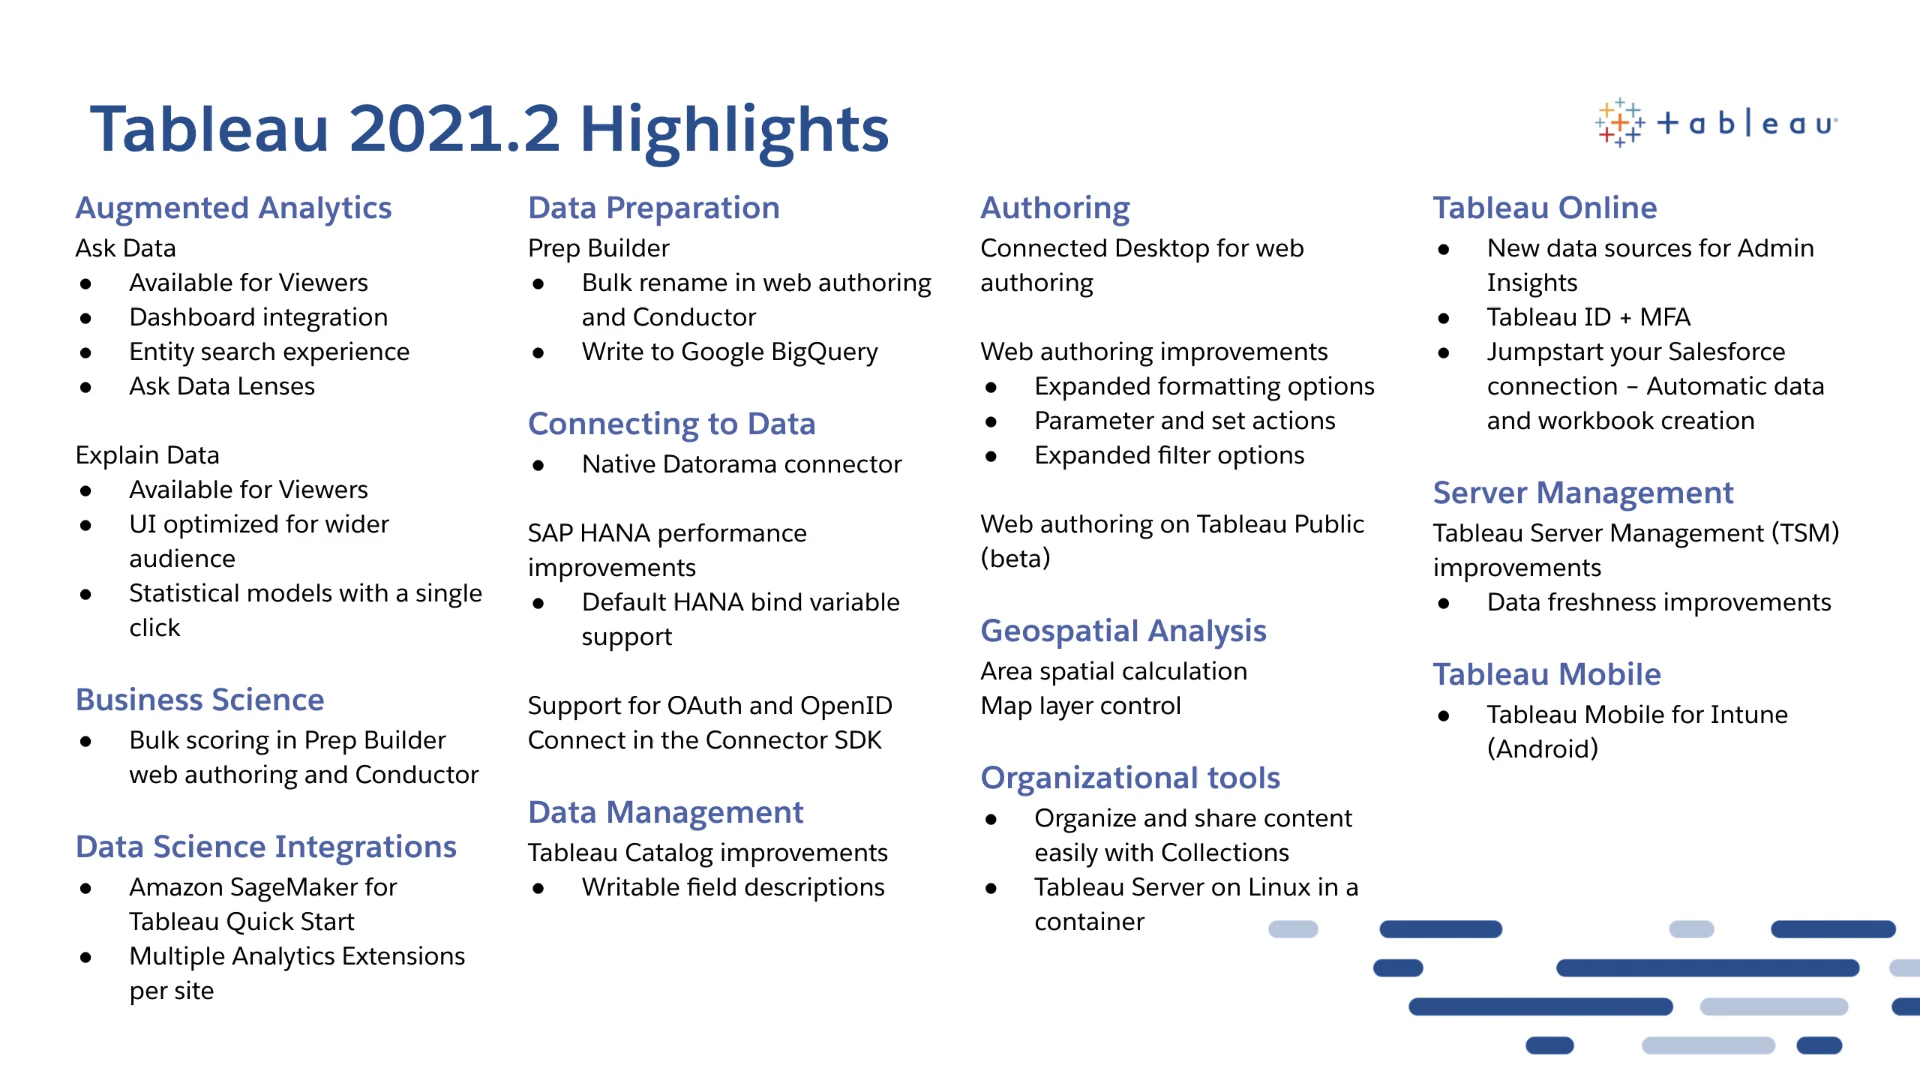 Tableau 2021.2 Highlights
+ a b l e a u
Augmented Analytics
Ask Data
● Available for Viewers
● Dashboard integration
● Entity search experience
● Ask Data Lenses
Explain Data
● Available for Viewers
● UI optimized for wider
audience
● Statistical models with a single
click
Business Science
● Bulk scoring in Prep Builder
web authoring and Conductor
Data Science Integrations
● Amazon SageMaker for
Tableau Quick Start
● Multiple Analytics Extensions
per site
Data Preparation
Prep Builder
● Bulk rename in web authoring
and Conductor
● Write to Google BigQuery
Connecting to Data
● Native Datorama connector
SAP HANA performance
improvements
● Default HANA bind variable
support
Support for OAuth and OpenID
Connect in the Connector SDK
Data Management
Tableau Catalog improvements
● Writable field descriptions
Authoring
Connected Desktop for web
authoring
Web authoring improvements
● Expanded formatting options
● Parameter and set actions
● Expanded filter options
Web authoring on Tableau Public
(beta)
Geospatial Analysis
Area spatial calculation
Map layer control
Organizational tools
● Organize and share content
easily with Collections
● Tableau Server on Linux in a
container
Tableau Online
● New data sources for Admin
Insights
● Tableau ID + MFA
● Jumpstart your Salesforce
connection – Automatic data
and workbook creation
Server Management
Tableau Server Management (TSM)
improvements
● Data freshness improvements
Tableau Mobile
● Tableau Mobile for Intune
(Android)